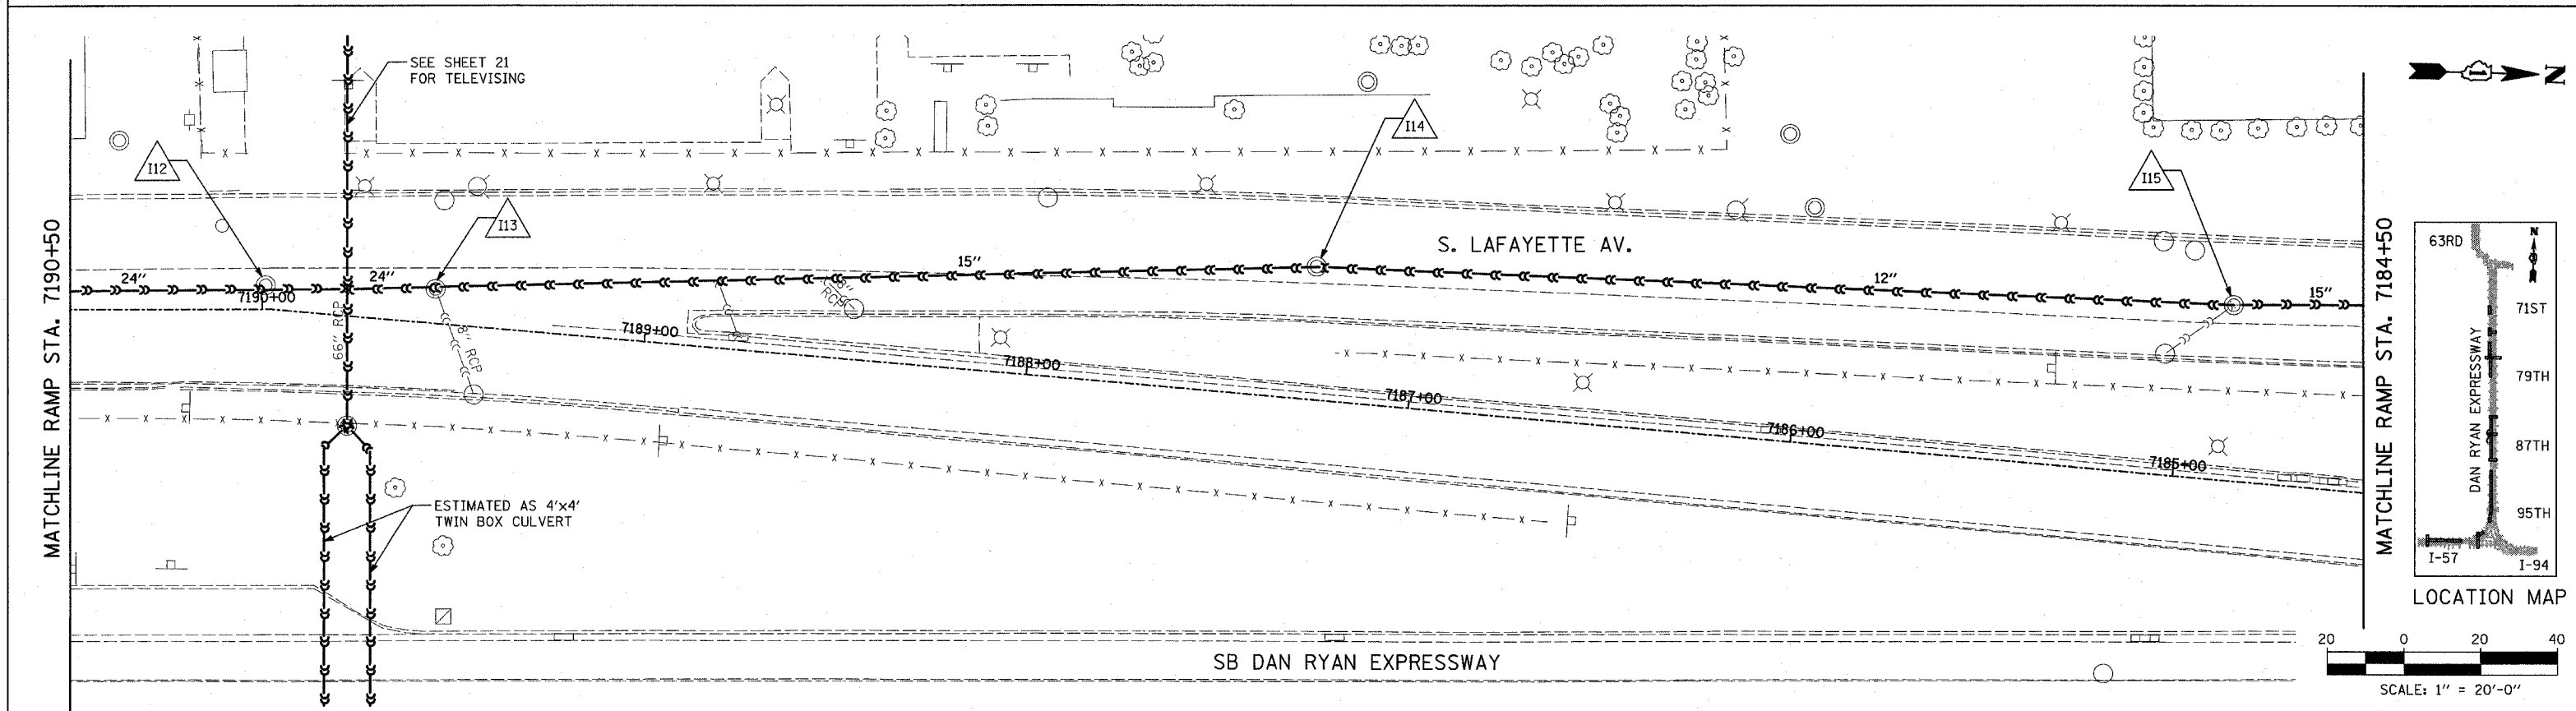 SEE SHEET 21
FOR TELEVISING
I12
I13
I14
I15
N
MATCHLINE RAMP STA. 7190+50
24"
24"
15"
S. LAFAYETTE AV.
12"
15"
7190+00
66" RCP
8" RCP
RCP
7189+00
7188+00
7187+00
7186+00
7185+00
ESTIMATED AS 4'x4'
TWIN BOX CULVERT
SB DAN RYAN EXPRESSWAY
MATCHLINE RAMP STA. 7184+50
N
63RD
71ST
79TH
87TH
95TH
DAN RYAN EXPRESSWAY
I-57
I-94
LOCATION MAP
20 0 20 40
SCALE: 1" = 20'-0"